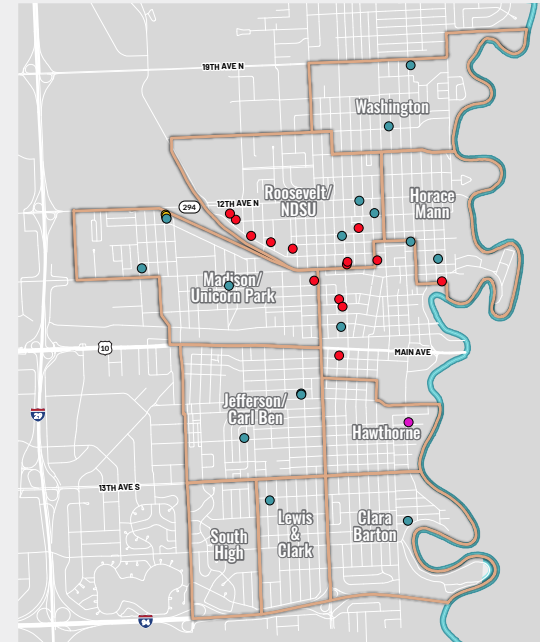 19TH AVE N
Washington
294
12TH AVE N
Roosevelt/
NDSU
Horace
Mann
Madison/
Unicorn Park
10
MAIN AVE
Jefferson/
Carl Ben
29
Hawthorne
13TH AVE S
South
High
Lewis
&
Clark
Clara
Barton
94